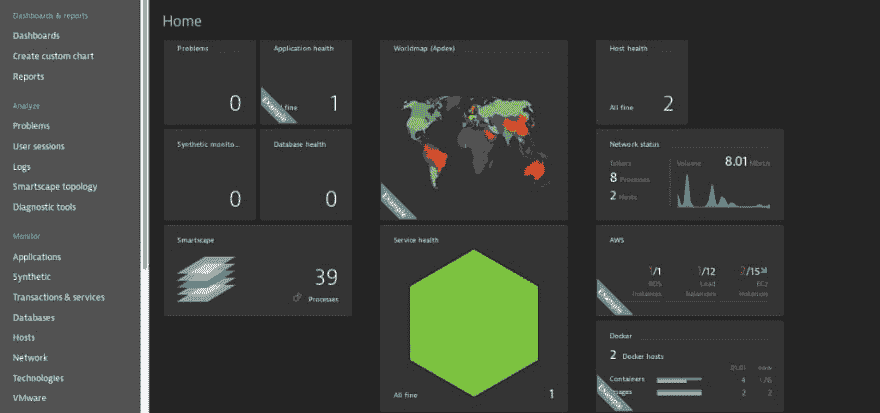 Dashboards & reports
Dashboards
Create custom chart
Reports
Analyze
Problems
User sessions
Logs
Smartscape topology
Diagnostic tools
Monitor
Applications
Synthetic
Transactions & services
Databases
Hosts
Network
Technologies
VMware
Home
Problems
0
Application health
fine
1
Example
Synthetic monito...
0
Database health
0
Smartscape
39
Processes
Worldmap (Apdex)
Example
Service health
All fine
1
Host health
All fine
2
Network status
Talkers
8 Processes
2 Hosts
Volume
8.01 Mbit/s
AWS
1/1
1/12
2/15
RDS
Load
EC2
Instances
balancers
Instances
Example
Docker
2 Docker hosts
Containers
4
Images
2
2
Example